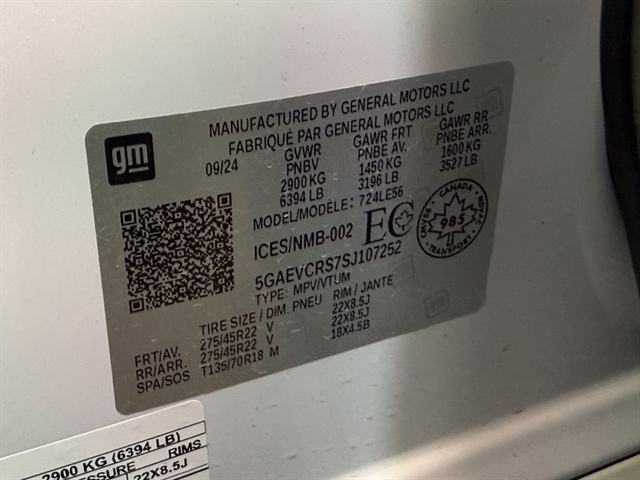 gm
MANUFACTURED BY GENERAL MOTORS LLC
FABRIQUÉ PAR GENERAL MOTORS LLC
09/24 GVWR GAWR FRT GAWR RR
PNBV PNBE AV. PNBE ARR.
2900 KG 1450 KG 1600 KG
6394 LB 3196 LB 3527 LB
MODEL/MODÈLE: 724LE56
ICES/NMB-002 EC
CANADA
985
TRANSPORT
5GAEVCRS7SJ107252
TYPE: MPV/VTUM
TIRE SIZE / DIM. PNEU RIM / JANTE
FRT/AV. 275/45R22 V 22X8.5J
RR/ARR. 275/45R22 V 22X8.5J
SPA/SOS T135/70R18 M 18X4.5B
2900 KG (6394 LB)
RIMS
22X8.5J